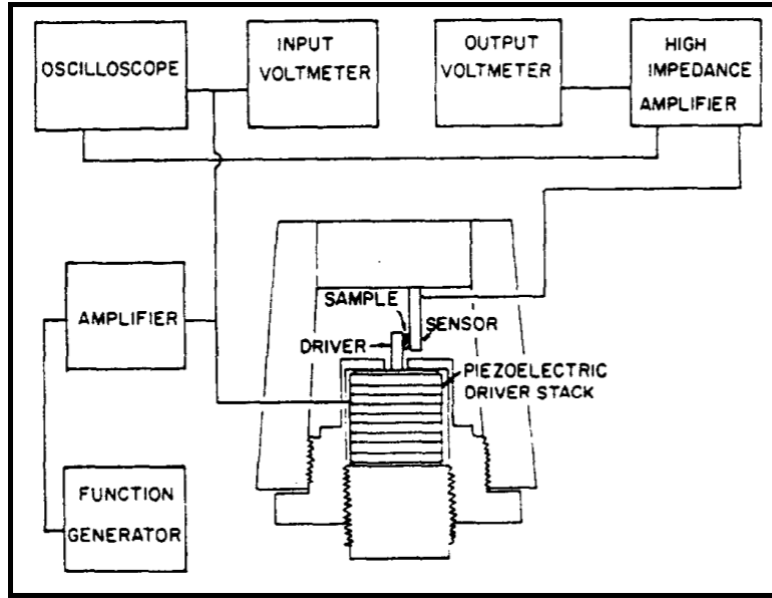 OSCILLOSCOPE
INPUT
VOLTMETER
OUTPUT
VOLTMETER
HIGH
IMPEDANCE
AMPLIFIER
AMPLIFIER
SAMPLE
SENSOR
DRIVER
PIEZOELECTRIC
DRIVER STACK
FUNCTION
GENERATOR